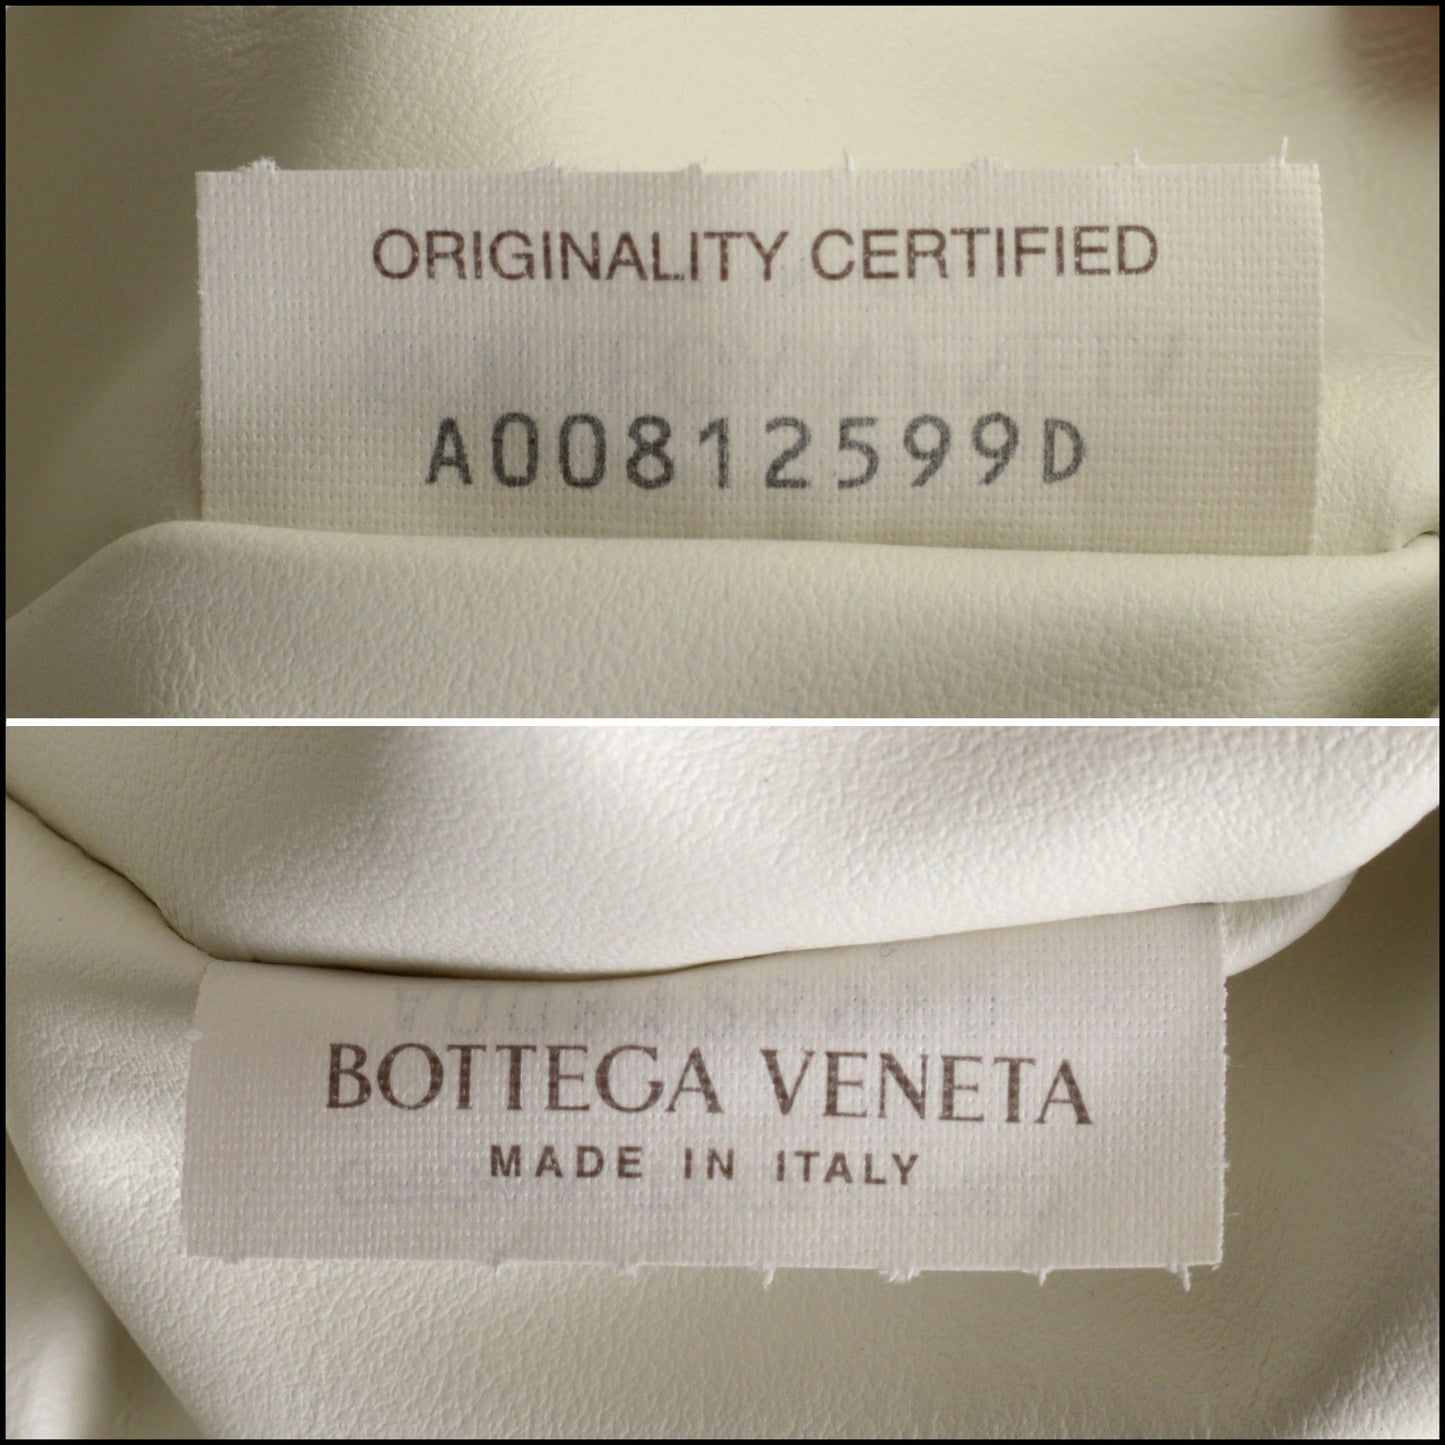 ORIGINALITY CERTIFIED
A00812599D
BOTTEGA VENETA
MADE IN ITALY